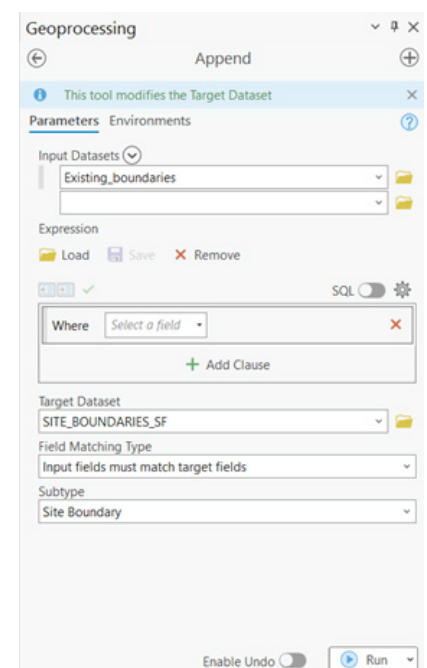 Geoprocessing
Append
This tool modifies the Target Dataset
Parameters Environments
Input Datasets
Existing_boundaries
Expression
Load Save Remove
SQL
Where Select a field
Add Clause
Target Dataset
SITE_BOUNDARIES_SF
Field Matching Type
Input fields must match target fields
Subtype
Site Boundary
Enable Undo Run